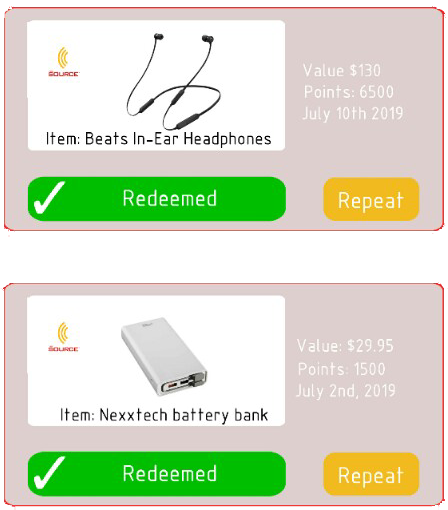 SOURCE
Value $130
Points: 6500
July 10th 2019
Item: Beats In-Ear Headphones
Redeemed
Repeat
SOURCE
Value: $29.95
Points: 1500
July 2nd, 2019
Item: Nexxtech battery bank
Redeemed
Repeat